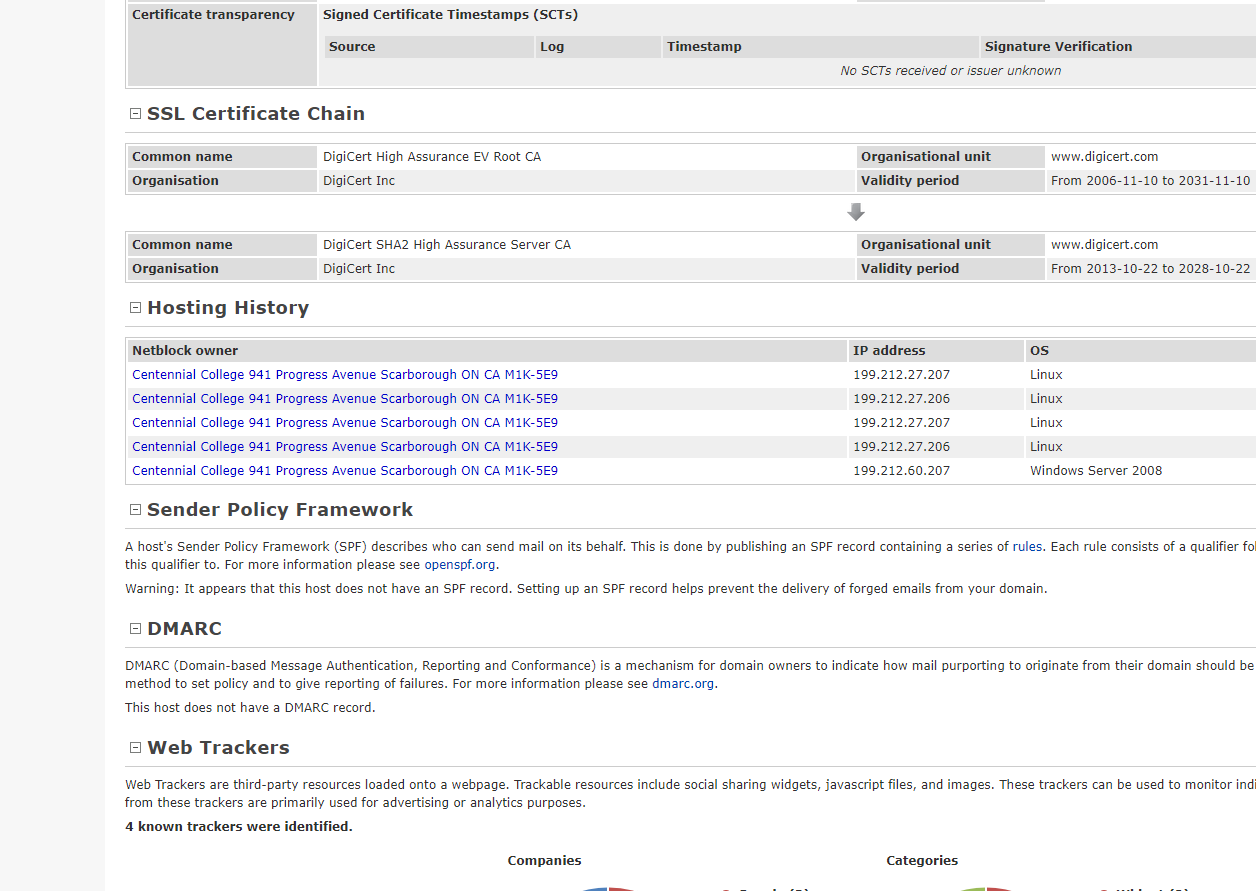 Certificate transparency Signed Certificate Timestamps (SCTs)
Source Log Timestamp Signature Verification
No SCTs received or issuer unknown
SSL Certificate Chain
Common name DigiCert High Assurance EV Root CA Organisational unit www.digicert.com
Organisation DigiCert Inc Validity period From 2006-11-10 to 2031-11-10
Common name DigiCert SHA2 High Assurance Server CA Organisational unit www.digicert.com
Organisation DigiCert Inc Validity period From 2013-10-22 to 2028-10-22
Hosting History
Netblock owner IP address OS
Centennial College 941 Progress Avenue Scarborough ON CA M1K-5E9 199.212.27.207 Linux
Centennial College 941 Progress Avenue Scarborough ON CA M1K-5E9 199.212.27.206 Linux
Centennial College 941 Progress Avenue Scarborough ON CA M1K-5E9 199.212.27.207 Linux
Centennial College 941 Progress Avenue Scarborough ON CA M1K-5E9 199.212.27.206 Linux
Centennial College 941 Progress Avenue Scarborough ON CA M1K-5E9 199.212.60.207 Windows Server 2008
Sender Policy Framework
A host's Sender Policy Framework (SPF) describes who can send mail on its behalf. This is done by publishing an SPF record containing a series of rules. Each rule consists of a qualifier fol
this qualifier to. For more information please see openspf.org.
Warning: It appears that this host does not have an SPF record. Setting up an SPF record helps prevent the delivery of forged emails from your domain.
DMARC
DMARC (Domain-based Message Authentication, Reporting and Conformance) is a mechanism for domain owners to indicate how mail purporting to originate from their domain should be
method to set policy and to give reporting of failures. For more information please see dmarc.org.
This host does not have a DMARC record.
Web Trackers
Web Trackers are third-party resources loaded onto a webpage. Trackable resources include social sharing widgets, javascript files, and images. These trackers can be used to monitor indi
from these trackers are primarily used for advertising or analytics purposes.
4 known trackers were identified.
Companies Categories